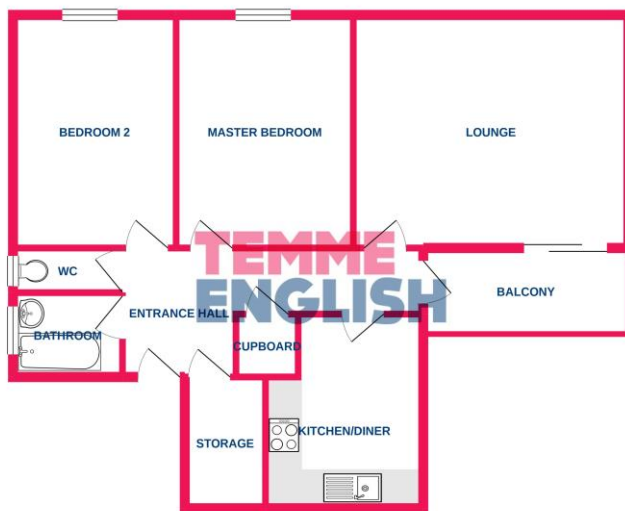 BEDROOM 2
MASTER BEDROOM
LOUNGE
TEMME
ENGLISH
WC
BALCONY
ENTRANCE HALL
BATHROOM
CUPBOARD
KITCHEN/DINER
STORAGE